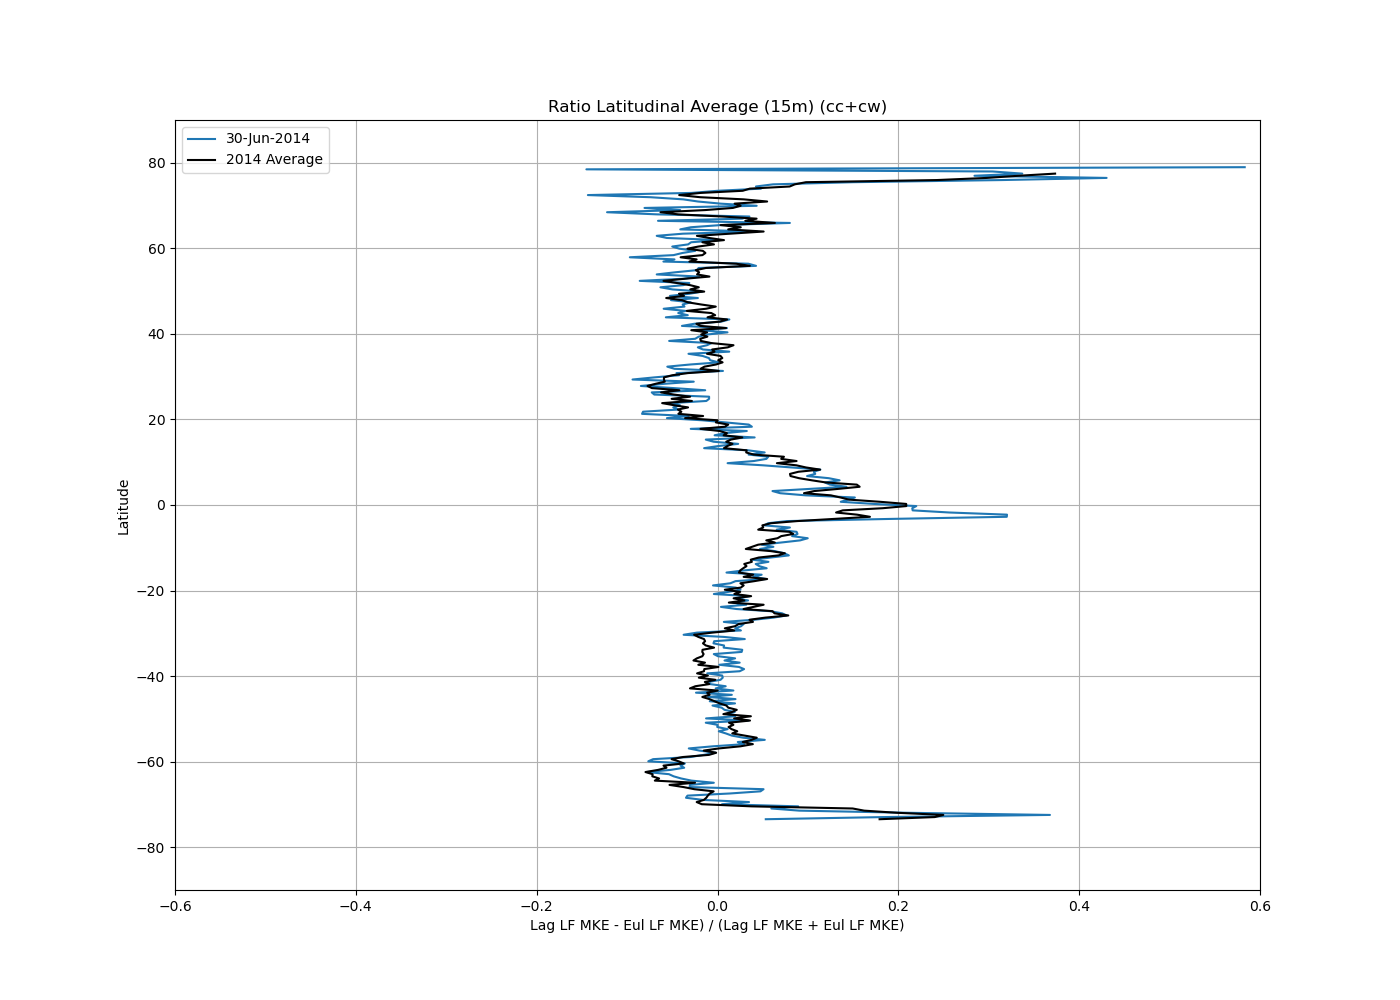 Ratio Latitudinal Average (15m) (cc+cw)
30-Jun-2014
2014 Average
80
60
40
20
0
−20
−40
−60
−80
Latitude
−0.6 −0.4 −0.2 0.0 0.2 0.4 0.6
Lag LF MKE - Eul LF MKE) / (Lag LF MKE + Eul LF MKE)